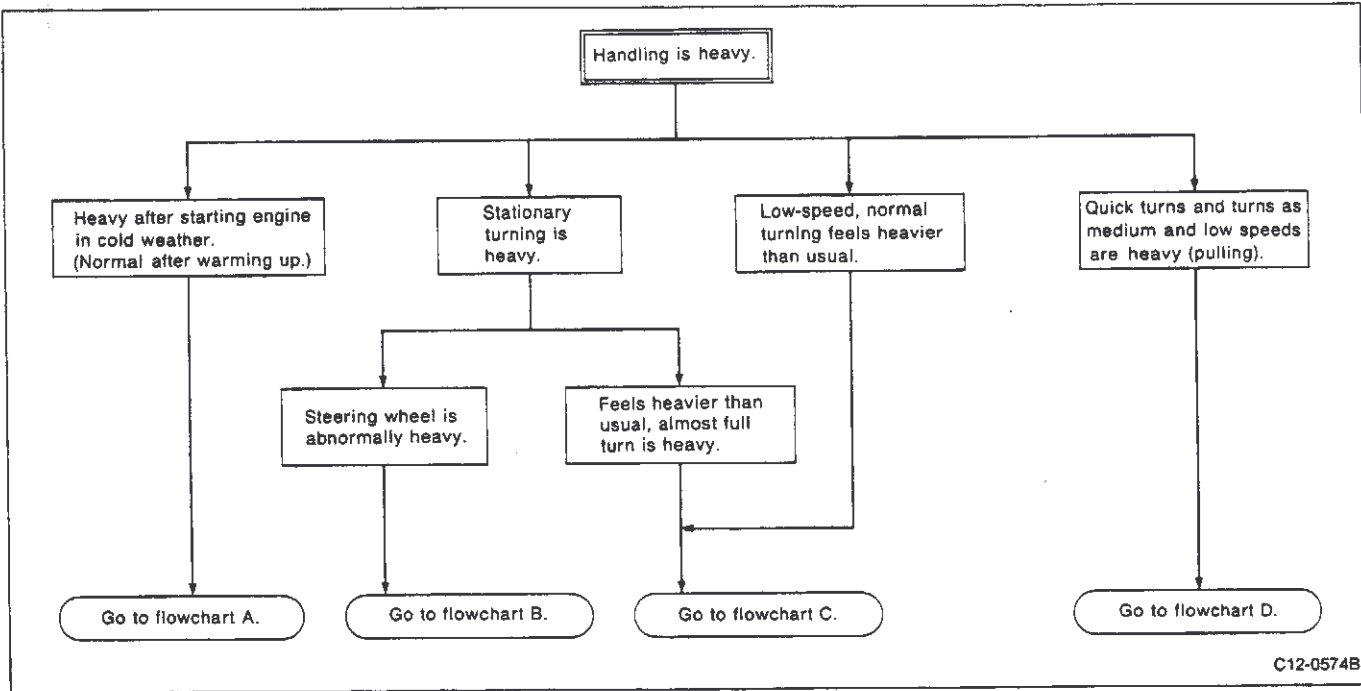 Handling is heavy.
Heavy after starting engine
in cold weather.
(Normal after warming up.)
Stationary
turning is
heavy.
Low-speed, normal
turning feels heavier
than usual.
Quick turns and turns as
medium and low speeds
are heavy (pulling).
Steering wheel is
abnormally heavy.
Feels heavier than
usual, almost full
turn is heavy.
Go to flowchart A.
Go to flowchart B.
Go to flowchart C.
Go to flowchart D.
C12-0574B